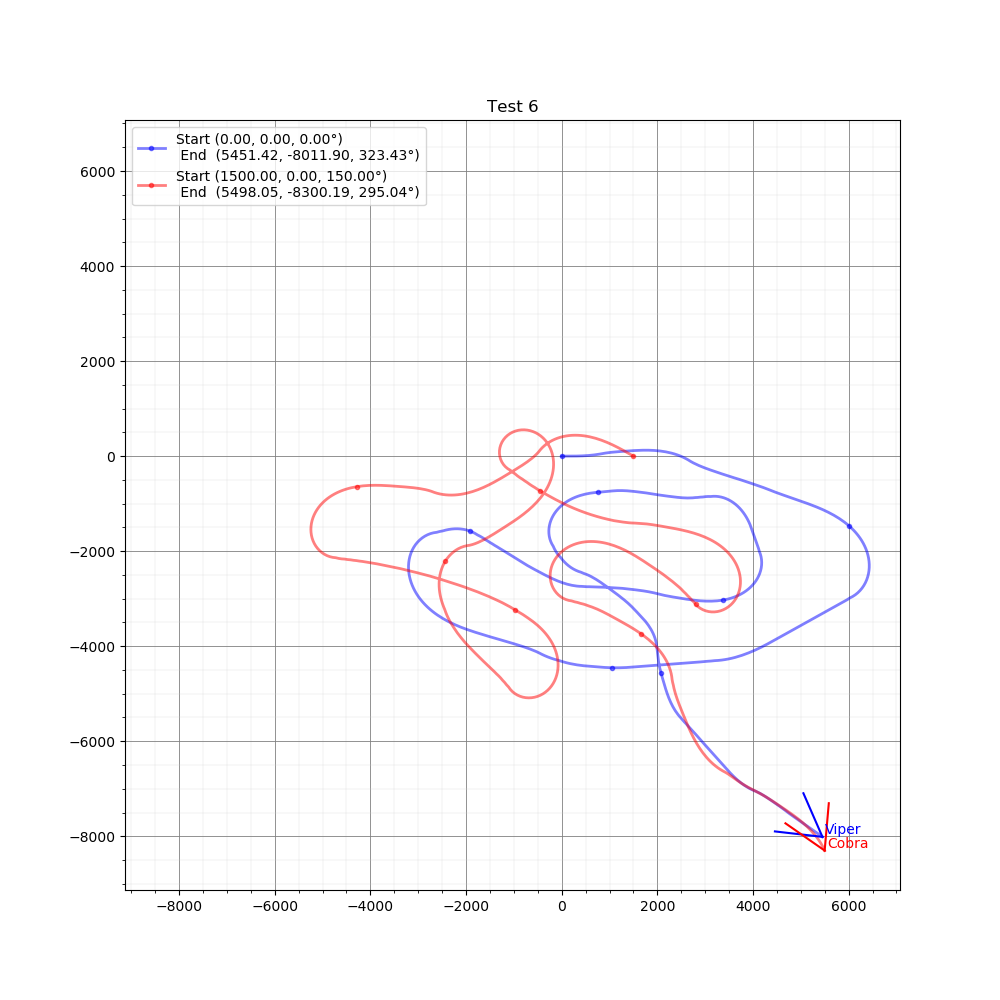 Test 6
Start (0.00, 0.00, 0.00°)
End (5451.42, -8011.90, 323.43°)
Start (1500.00, 0.00, 150.00°)
End (5498.05, -8300.19, 295.04°)
6000
4000
2000
0
−2000
−4000
−6000
−8000
Viper
Cobra
−8000 −6000 −4000 −2000 0 2000 4000 6000